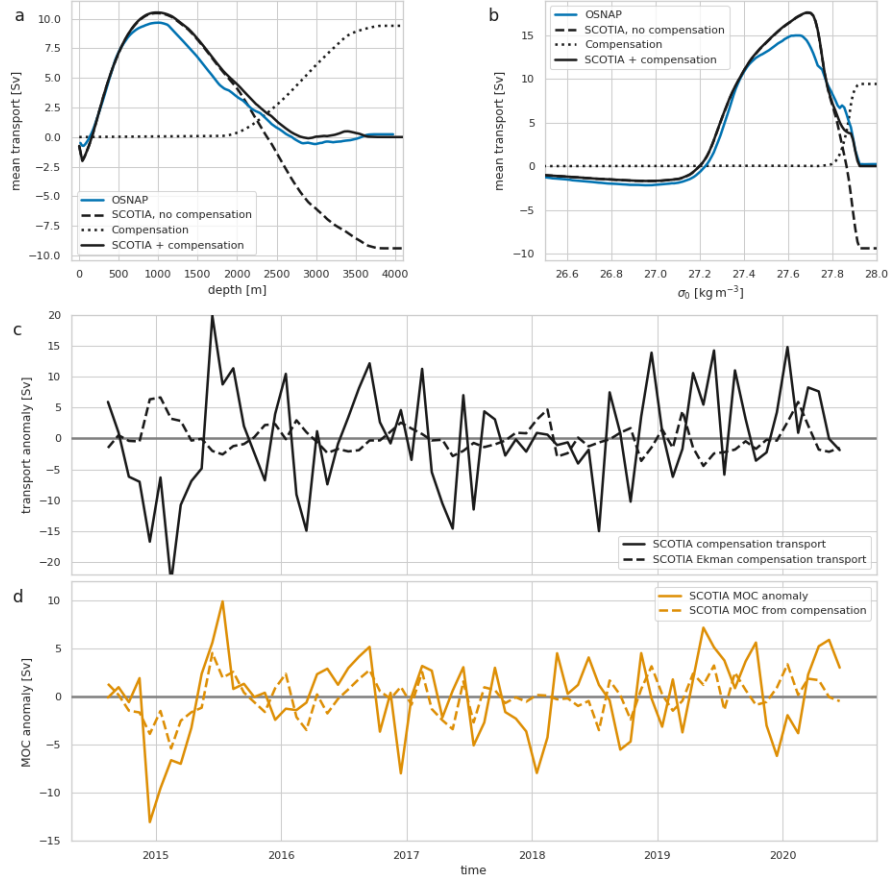 a
10.0
7.5
5.0
2.5
0.0
−2.5
−5.0
−7.5
−10.0
mean transport [Sv]
OSNAP
SCOTIA, no compensation
Compensation
SCOTIA + compensation
0 500 1000 1500 2000 2500 3000 3500 4000
depth [m]
b
15
10
5
0
−5
−10
mean transport [Sv]
OSNAP
SCOTIA, no compensation
Compensation
SCOTIA + compensation
26.6 26.8 27.0 27.2 27.4 27.6 27.8 28.0
σ₀ [kg m⁻³]
c
20
15
10
5
0
−5
−10
−15
−20
transport anomaly [Sv]
SCOTIA compensation transport
SCOTIA Ekman compensation transport
d
10
5
0
−5
−10
−15
MOC anomaly [Sv]
SCOTIA MOC anomaly
SCOTIA MOC from compensation
2015 2016 2017 2018 2019 2020
time